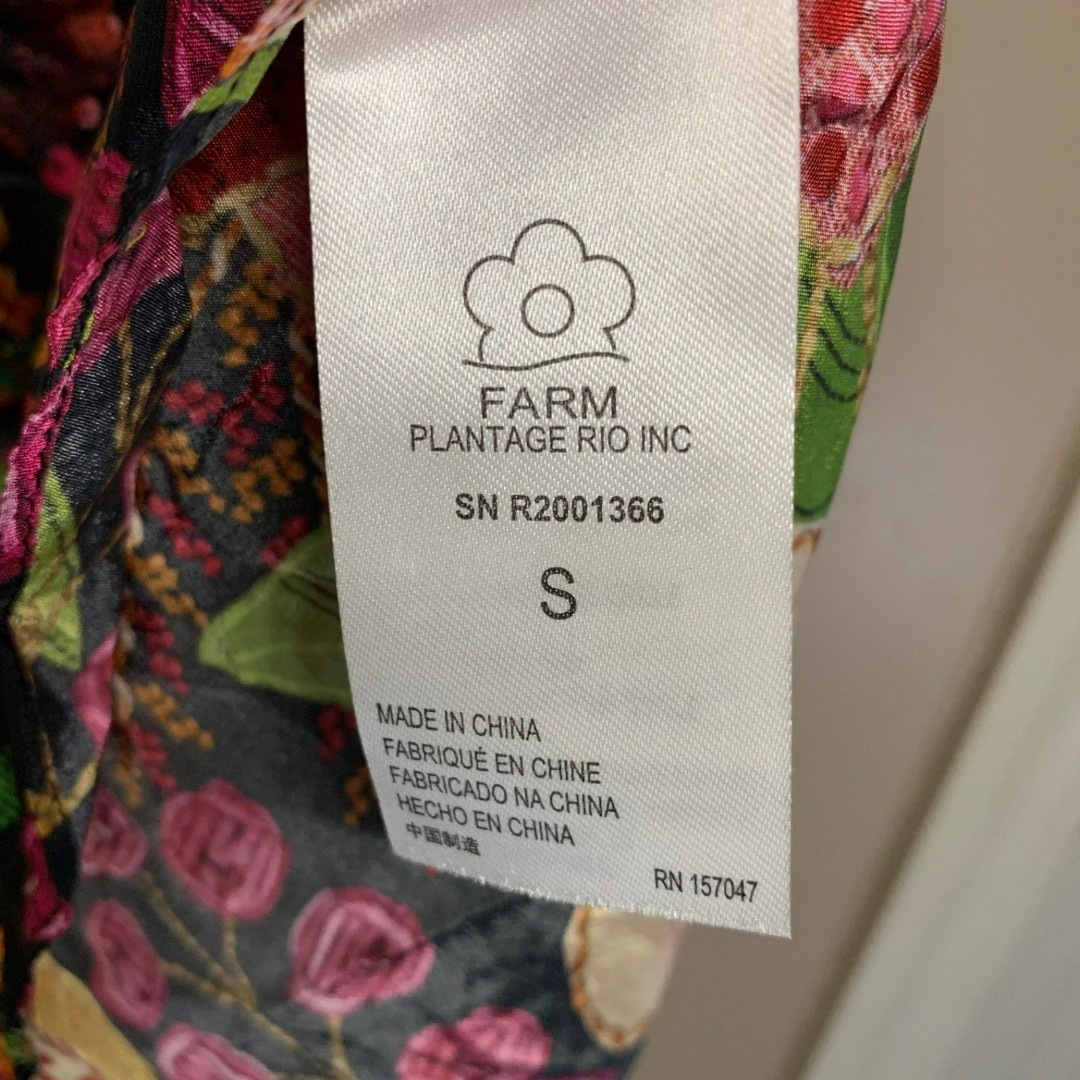 FARM
PLANTAGE RIO INC
SN R2001366
S
MADE IN CHINA
FABRIQUÉ EN CHINE
FABRICADO NA CHINA
HECHO EN CHINA
中国制造
RN 157047